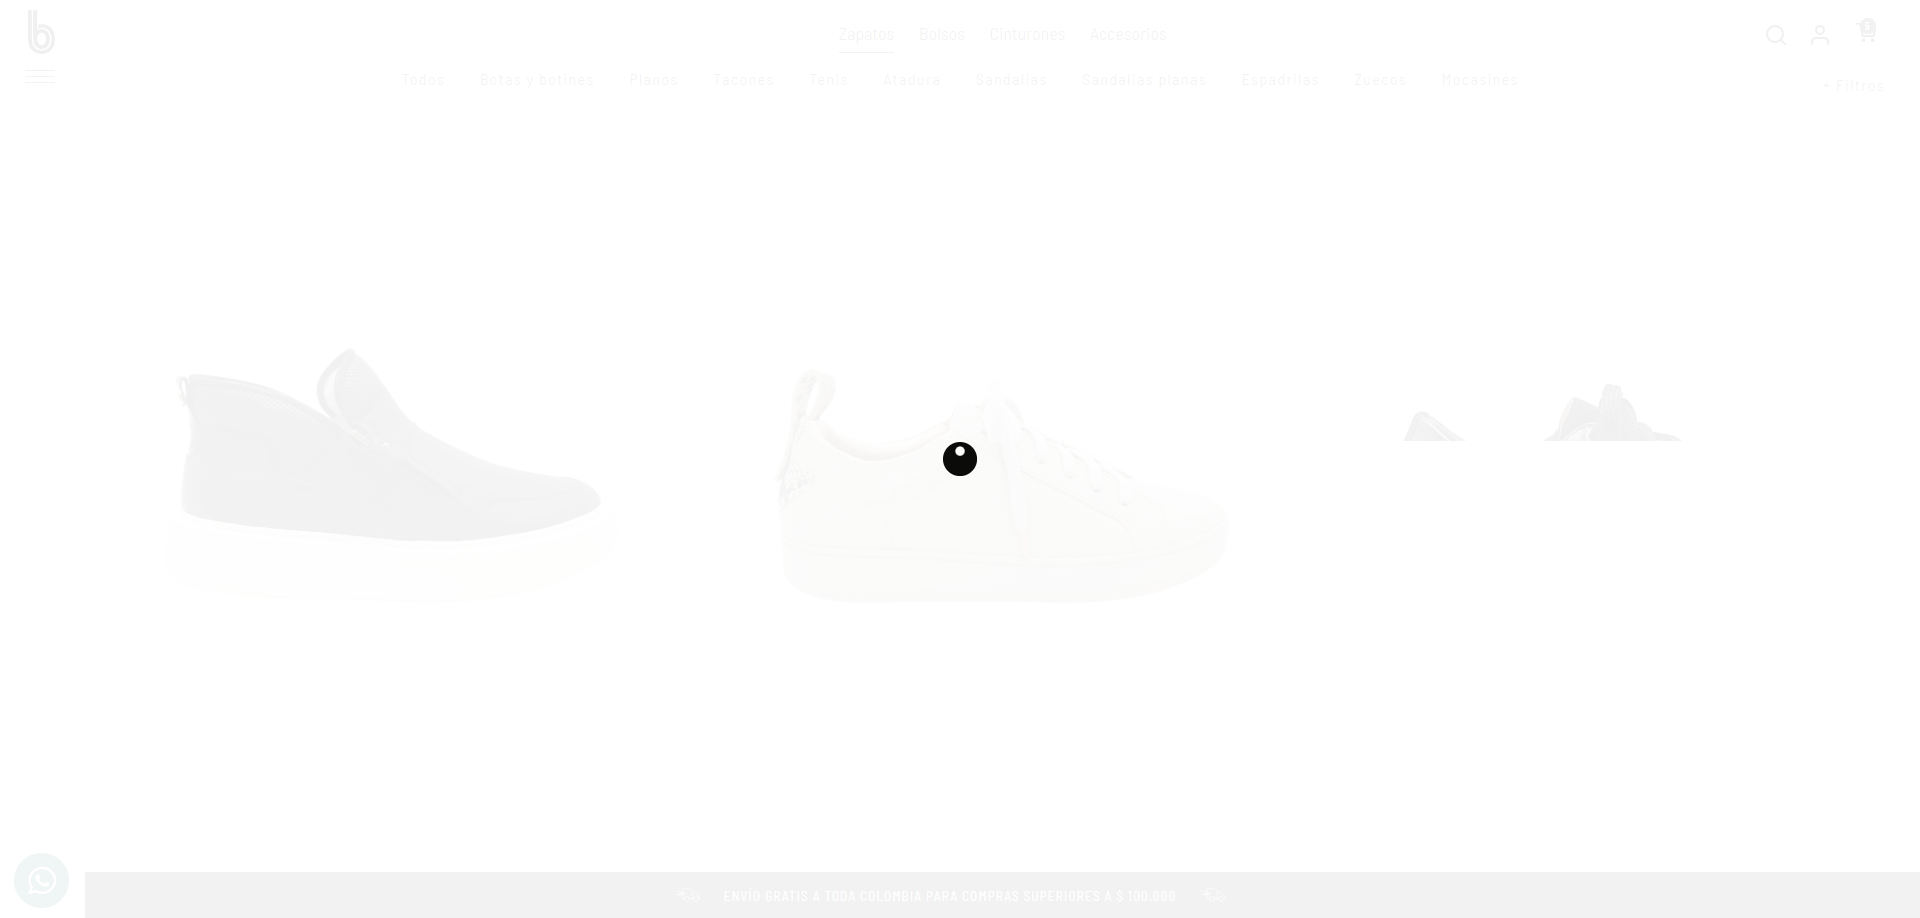 b
Zapatos Bolsos Cinturones Accesorios
Todos Botas y botines Planos Tacones Tenis Atadura Sandalias Sandalias planas Espadrilas Zuecos Mocasines
+ Filtros
ENVÍO GRATIS A TODA COLOMBIA PARA COMPRAS SUPERIORES A $ 100.000